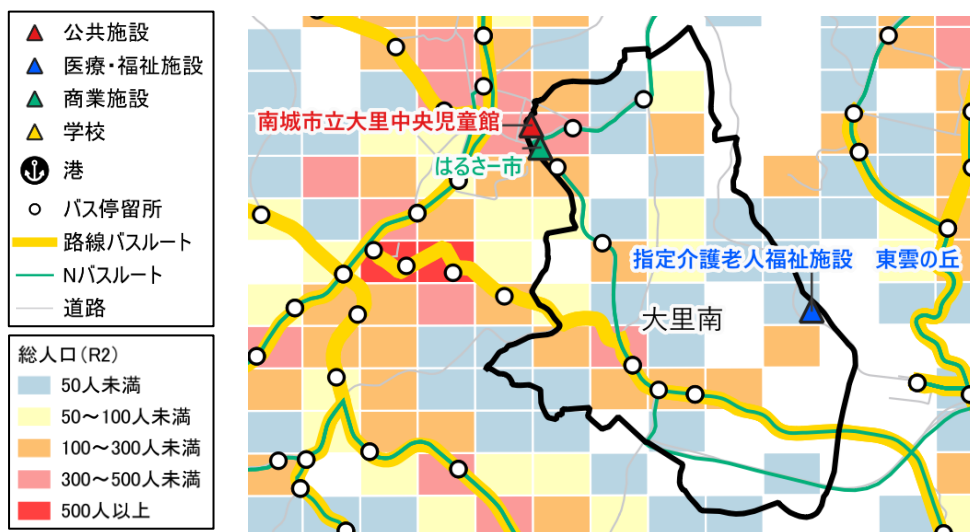 公共施設
医療・福祉施設
商業施設
学校
港
バス停留所
路線バスルート
Nバスルート
道路
総人口(R2)
50人未満
50～100人未満
100～300人未満
300～500人未満
500人以上
南城市立大里中央児童館
はるさー市
指定介護老人福祉施設　東雲の丘
大里南